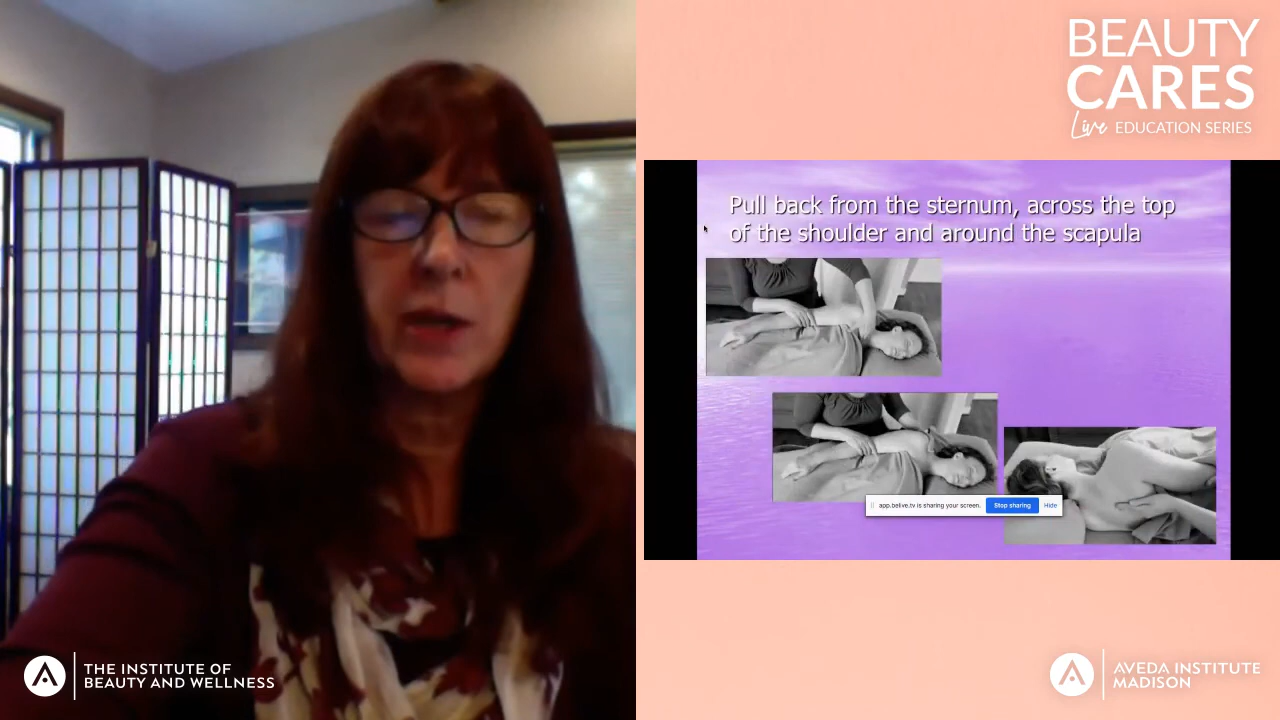 BEAUTY
CARES
Live EDUCATION SERIES
Pull back from the sternum, across the top
of the shoulder and around the scapula
app.belive.tv is sharing your screen.
Stop sharing
Hide
THE INSTITUTE OF
BEAUTY AND WELLNESS
AVEDA INSTITUTE
MADISON